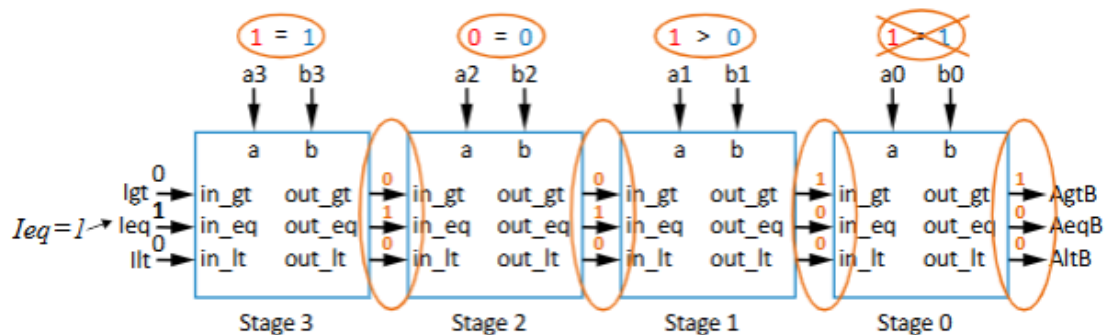 1 = 1 0 = 0 1 > 0 1 = 1
a3 b3 a2 b2 a1 b1 a0 b0
a b a b a b a b
0 0 0 1 1
Igt in_gt out_gt in_gt out_gt in_gt out_gt in_gt out_gt AgtB
1 1 1 0 0
Ieq=1 Ieq in_eq out_eq in_eq out_eq in_eq out_eq in_eq out_eq AeqB
0 0 0 0 0
Ilt in_lt out_lt in_lt out_lt in_lt out_lt in_lt out_lt AltB
Stage 3 Stage 2 Stage 1 Stage 0